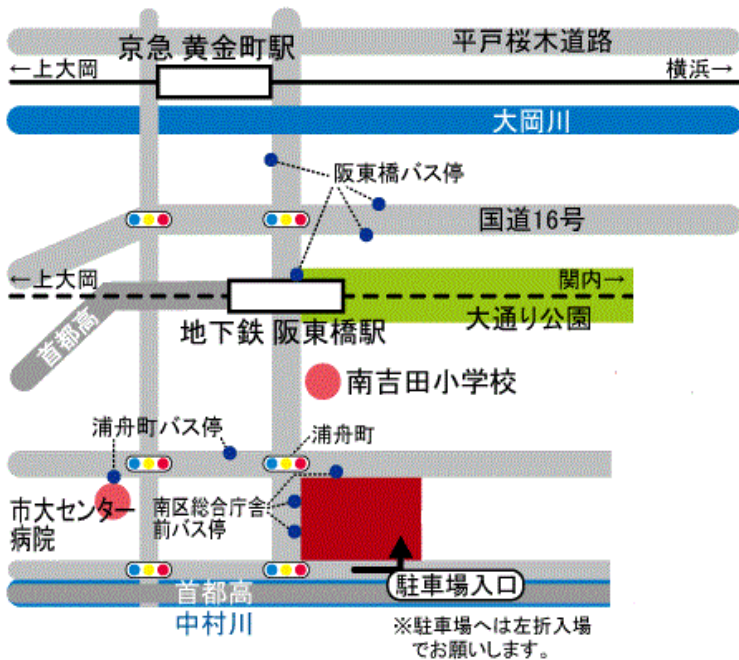 京急 黄金町駅
平戸桜木道路
←上大岡
横浜→
大岡川
阪東橋バス停
国道16号
←上大岡
関内→
首都高
地下鉄 阪東橋駅
大通り公園
南吉田小学校
浦舟町バス停
浦舟町
市大センター
病院
南区総合庁舎
前バス停
首都高
駐車場入口
中村川
※駐車場へは左折入場
でお願いします。